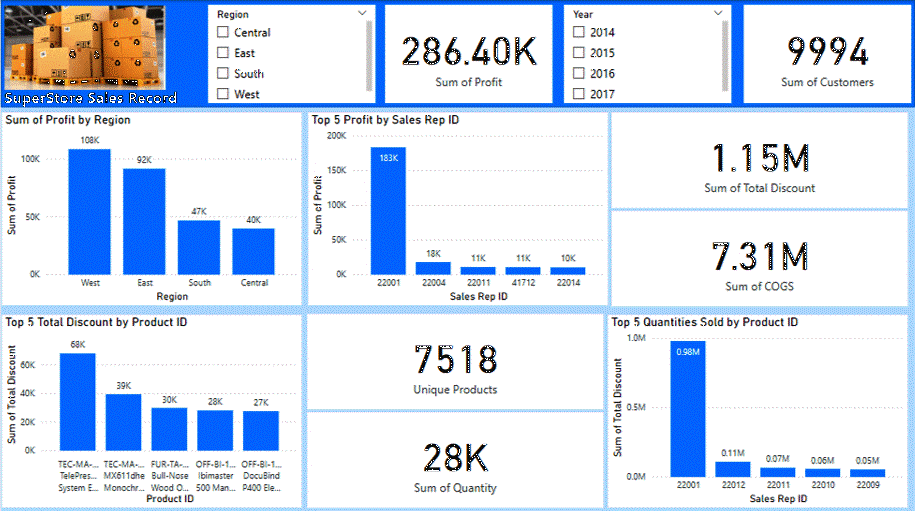 SuperStore Sales Record
Region
Central
East
South
West
286.40K
Sum of Profit
Year
2014
2015
2016
2017
9994
Sum of Customers
Sum of Profit by Region
Sum of Profit
100K
50K
0K
108K
92K
47K
40K
West East South Central
Region
Top 5 Profit by Sales Rep ID
Sum of Profit
200K
150K
100K
50K
0K
183K
18K
11K
11K
10K
22001 22004 22011 41712 22014
Sales Rep ID
1.15M
Sum of Total Discount
7.31M
Sum of COGS
Top 5 Total Discount by Product ID
Sum of Total Discount
60K
40K
20K
0K
68K
39K
30K
28K
27K
TEC-MA-... TEC-MA-... FUR-TA-... OFF-BI-1... OFF-BI-1...
TelePres... MX611dhe Bull-Nose Ibimaster DocuBind
System E... Monochr... Wood O... 500 Man... P400 Ele...
Product ID
7518
Unique Products
28K
Sum of Quantity
Top 5 Quantities Sold by Product ID
Sum of Total Discount
1.0M
0.5M
0.0M
0.98M
0.11M
0.07M
0.06M
0.05M
22001 22012 22011 22010 22009
Sales Rep ID